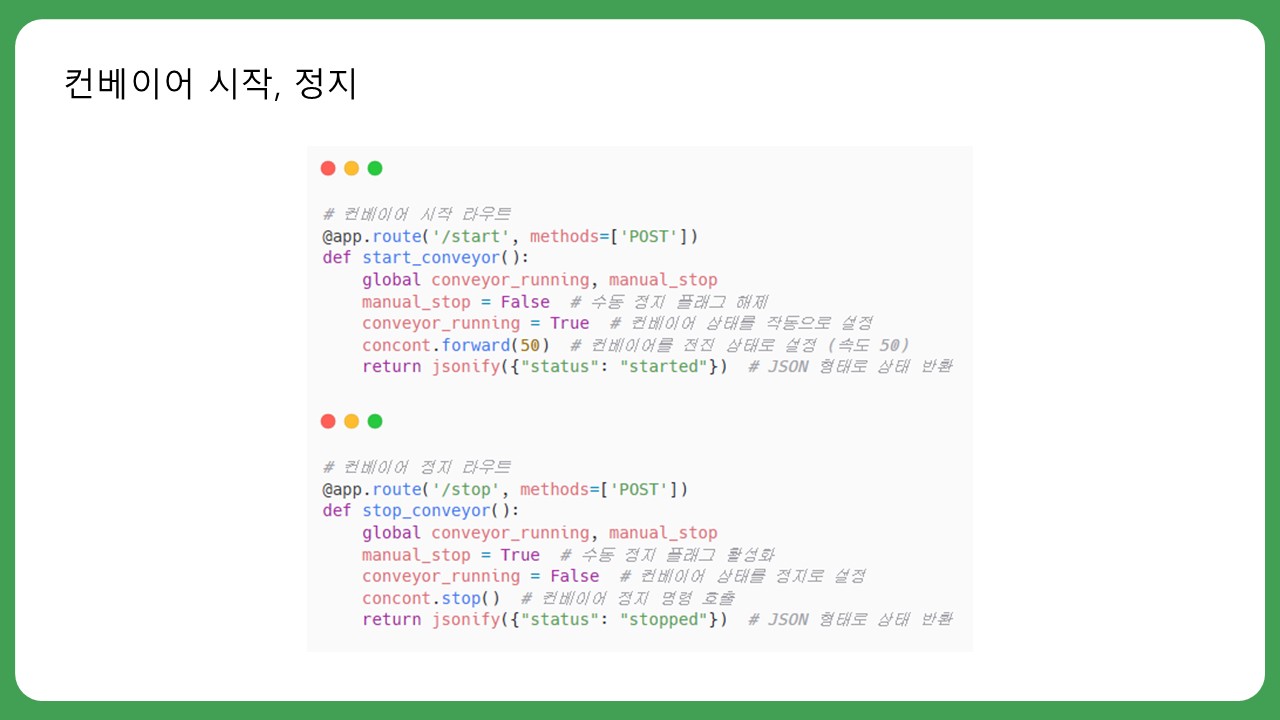 컨베이어 시작, 정지
# 컨베이어 시작 라우트
@app.route('/start', methods=['POST'])
def start_conveyor():
    global conveyor_running, manual_stop
    manual_stop = False  # 수동 정지 플래그 해제
    conveyor_running = True  # 컨베이어 상태를 작동으로 설정
    concont.forward(50)  # 컨베이어를 전진 상태로 설정 (속도 50)
    return jsonify({"status": "started"})  # JSON 형태로 상태 반환
# 컨베이어 정지 라우트
@app.route('/stop', methods=['POST'])
def stop_conveyor():
    global conveyor_running, manual_stop
    manual_stop = True  # 수동 정지 플래그 활성화
    conveyor_running = False  # 컨베이어 상태를 정지로 설정
    concont.stop()  # 컨베이어 정지 명령 호출
    return jsonify({"status": "stopped"})  # JSON 형태로 상태 반환